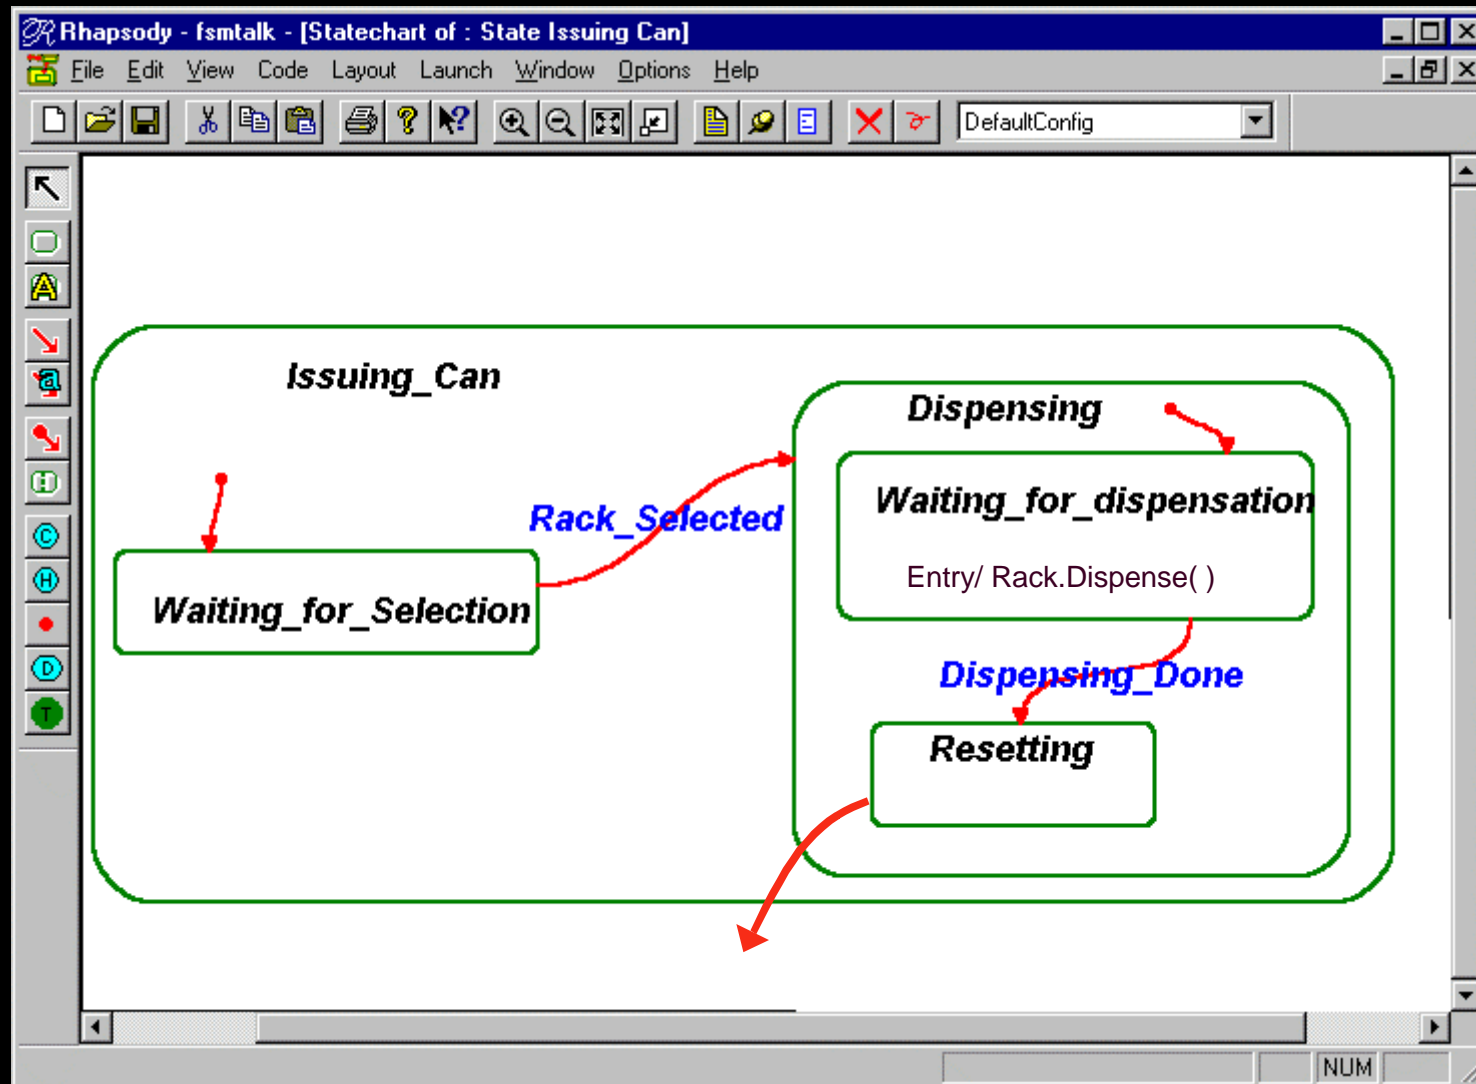 Rhapsody - fsmtalk - [Statechart of : State Issuing Can]
File Edit View Code Layout Launch Window Options Help
DefaultConfig
Issuing_Can
Dispensing
Waiting_for_dispensation
Rack_Selected
Entry/ Rack.Dispense( )
Waiting_for_Selection
Dispensing_Done
Resetting
C
H
D
T
NUM